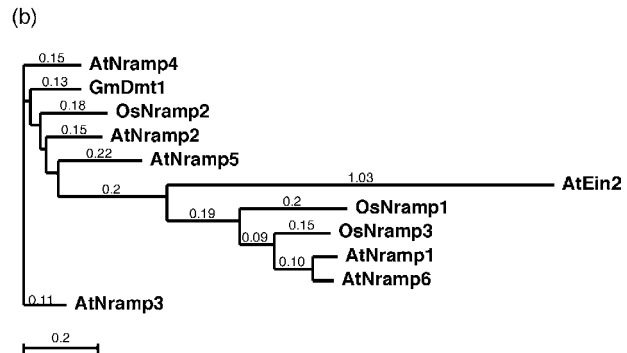 (b)
0.15 AtNramp4
0.13 GmDmt1
0.18 OsNramp2
0.15 AtNramp2
0.22 AtNramp5
0.2 1.03 AtEin2
0.19 0.2 OsNramp1
0.09 0.15 OsNramp3
0.10 AtNramp1
AtNramp6
0.11 AtNramp3
0.2